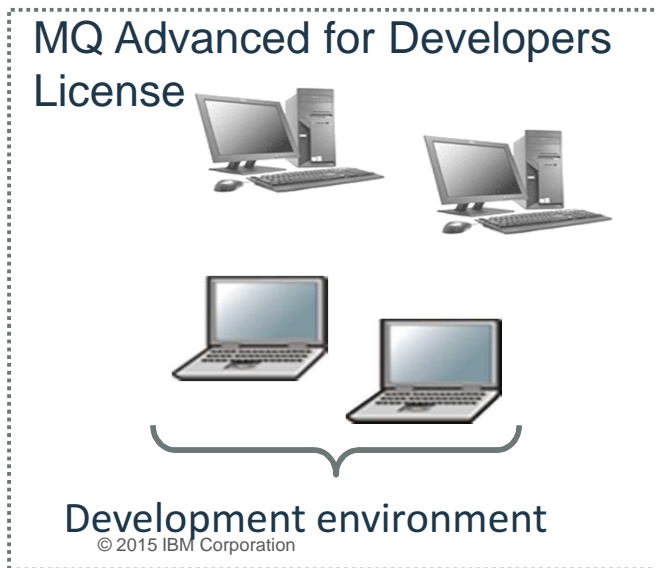 MQ Advanced for Developers
License
Development environment
© 2015 IBM Corporation